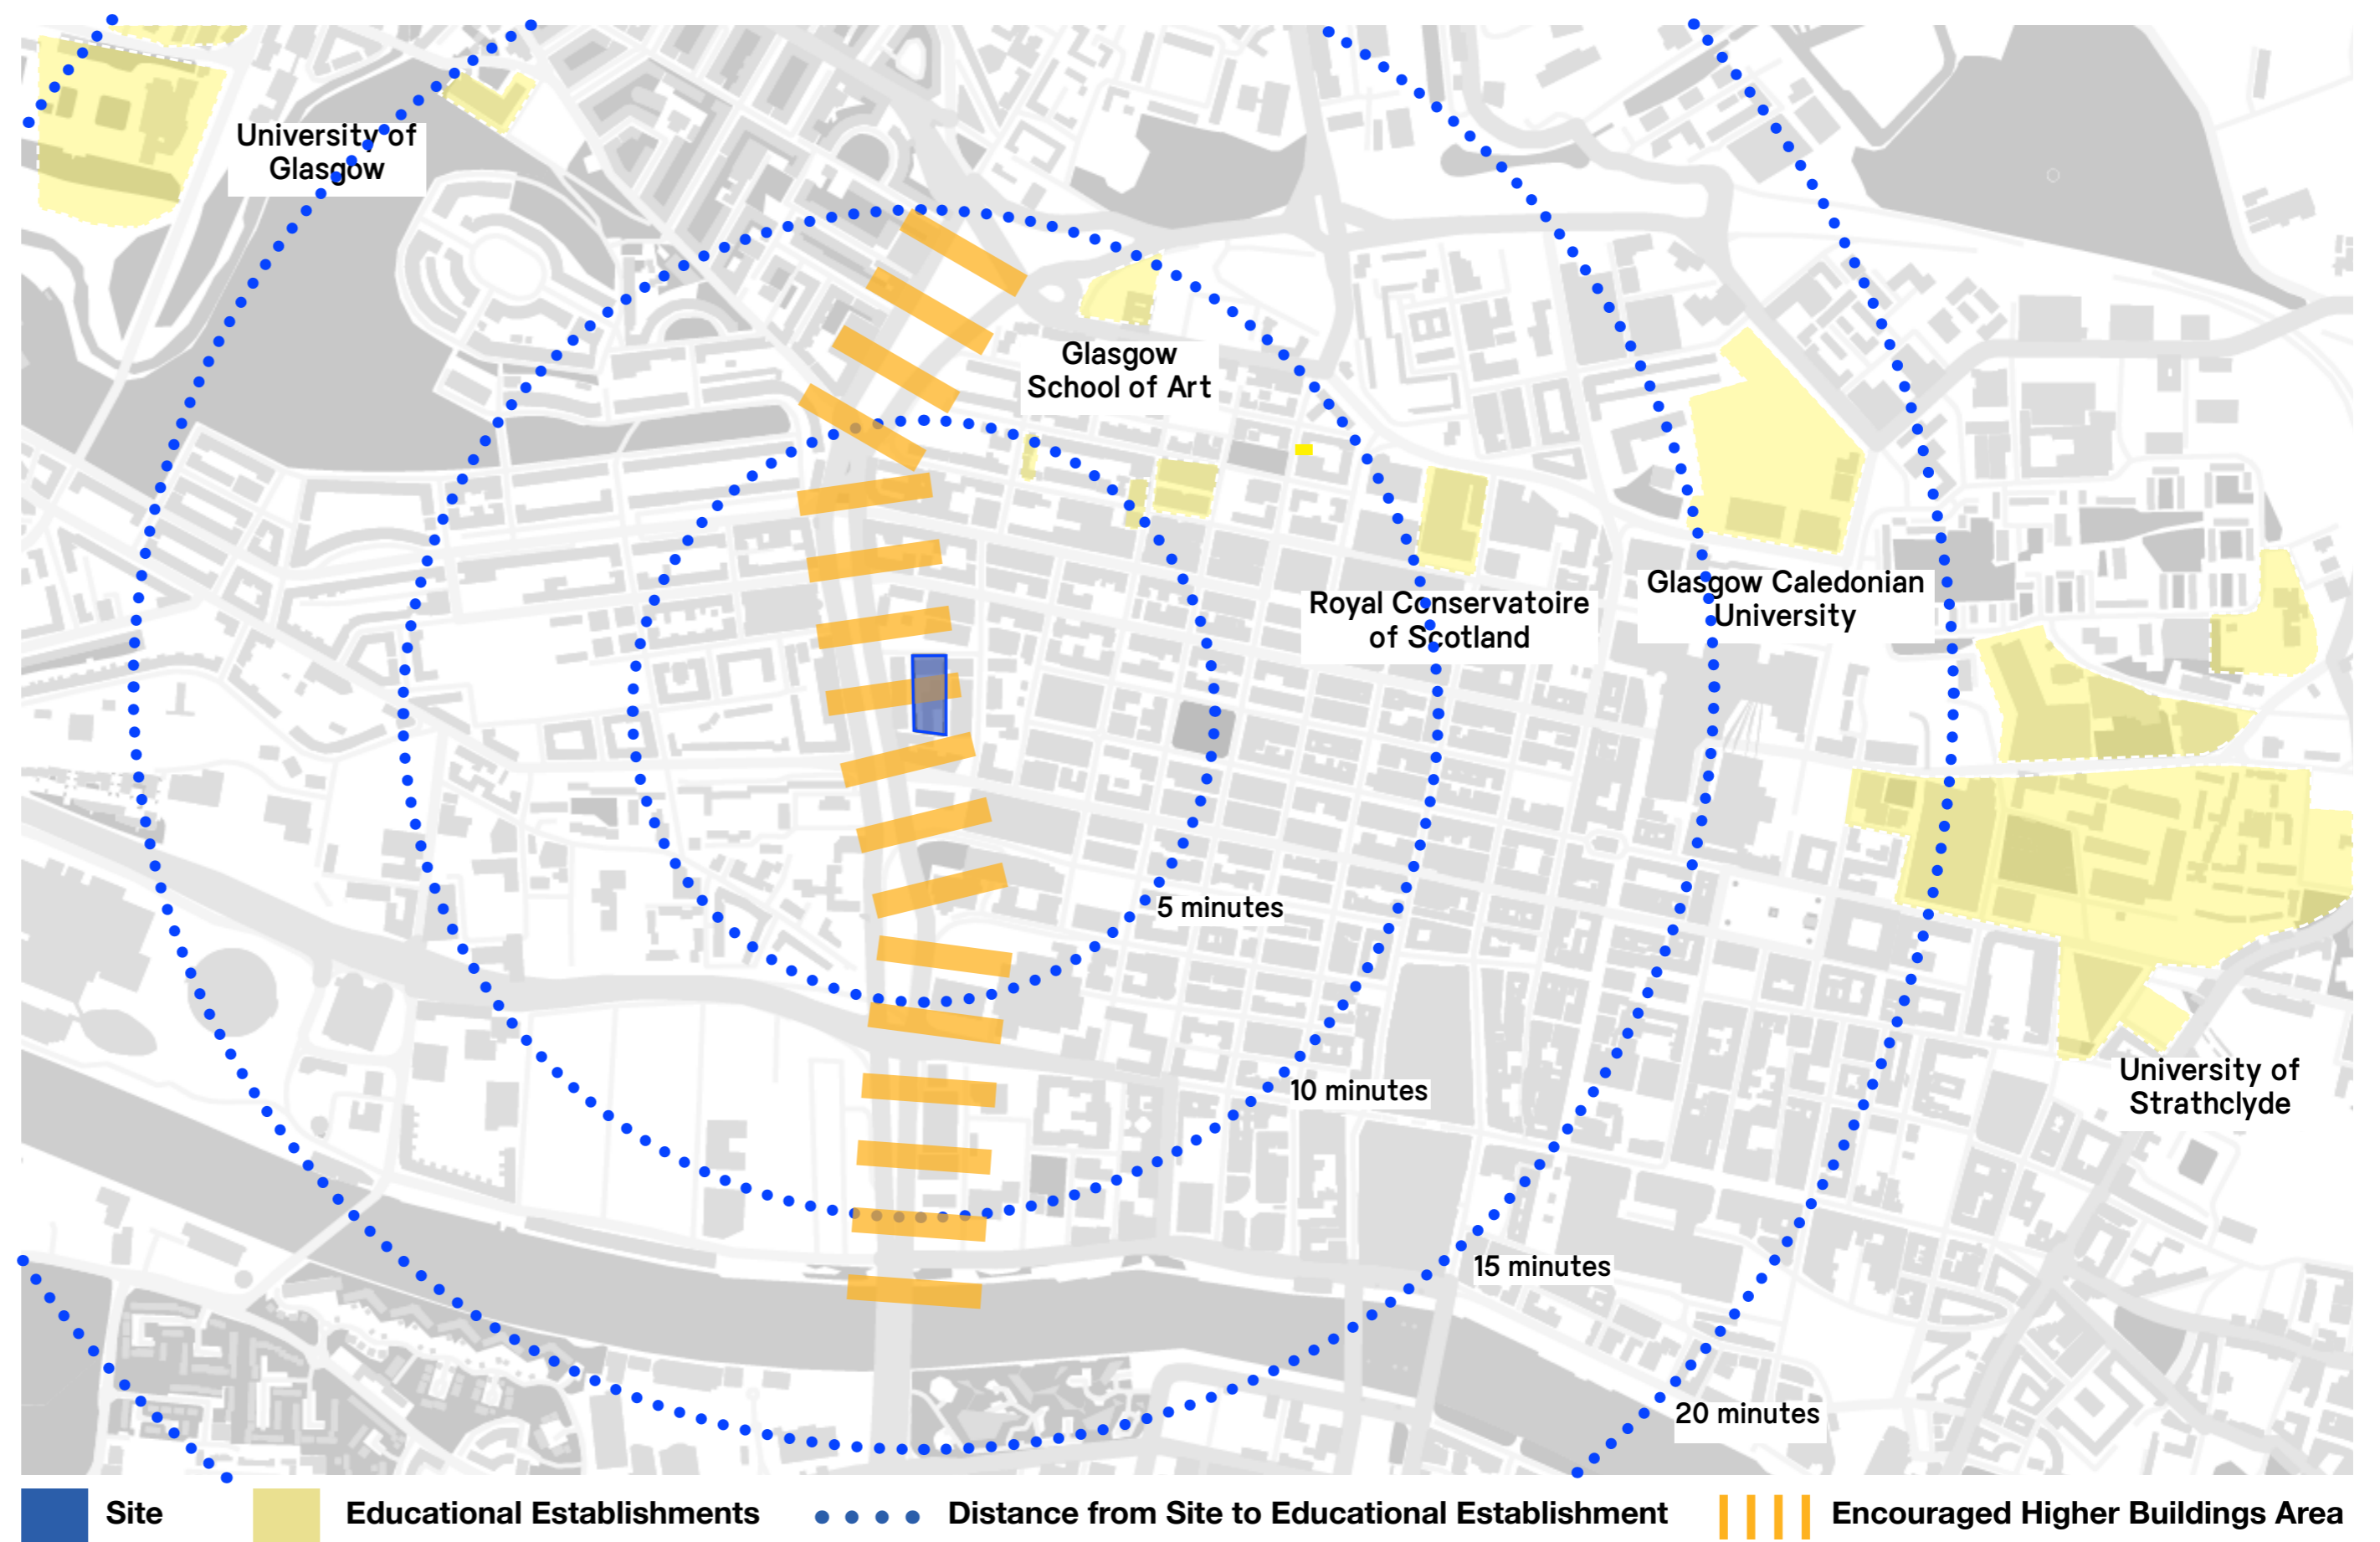 University of
Glasgow
Glasgow
School of Art
Royal Conservatoire
of Scotland
Glasgow Caledonian
University
5 minutes
10 minutes
University of
Strathclyde
15 minutes
20 minutes
Site
Educational Establishments
Distance from Site to Educational Establishment
Encouraged Higher Buildings Area